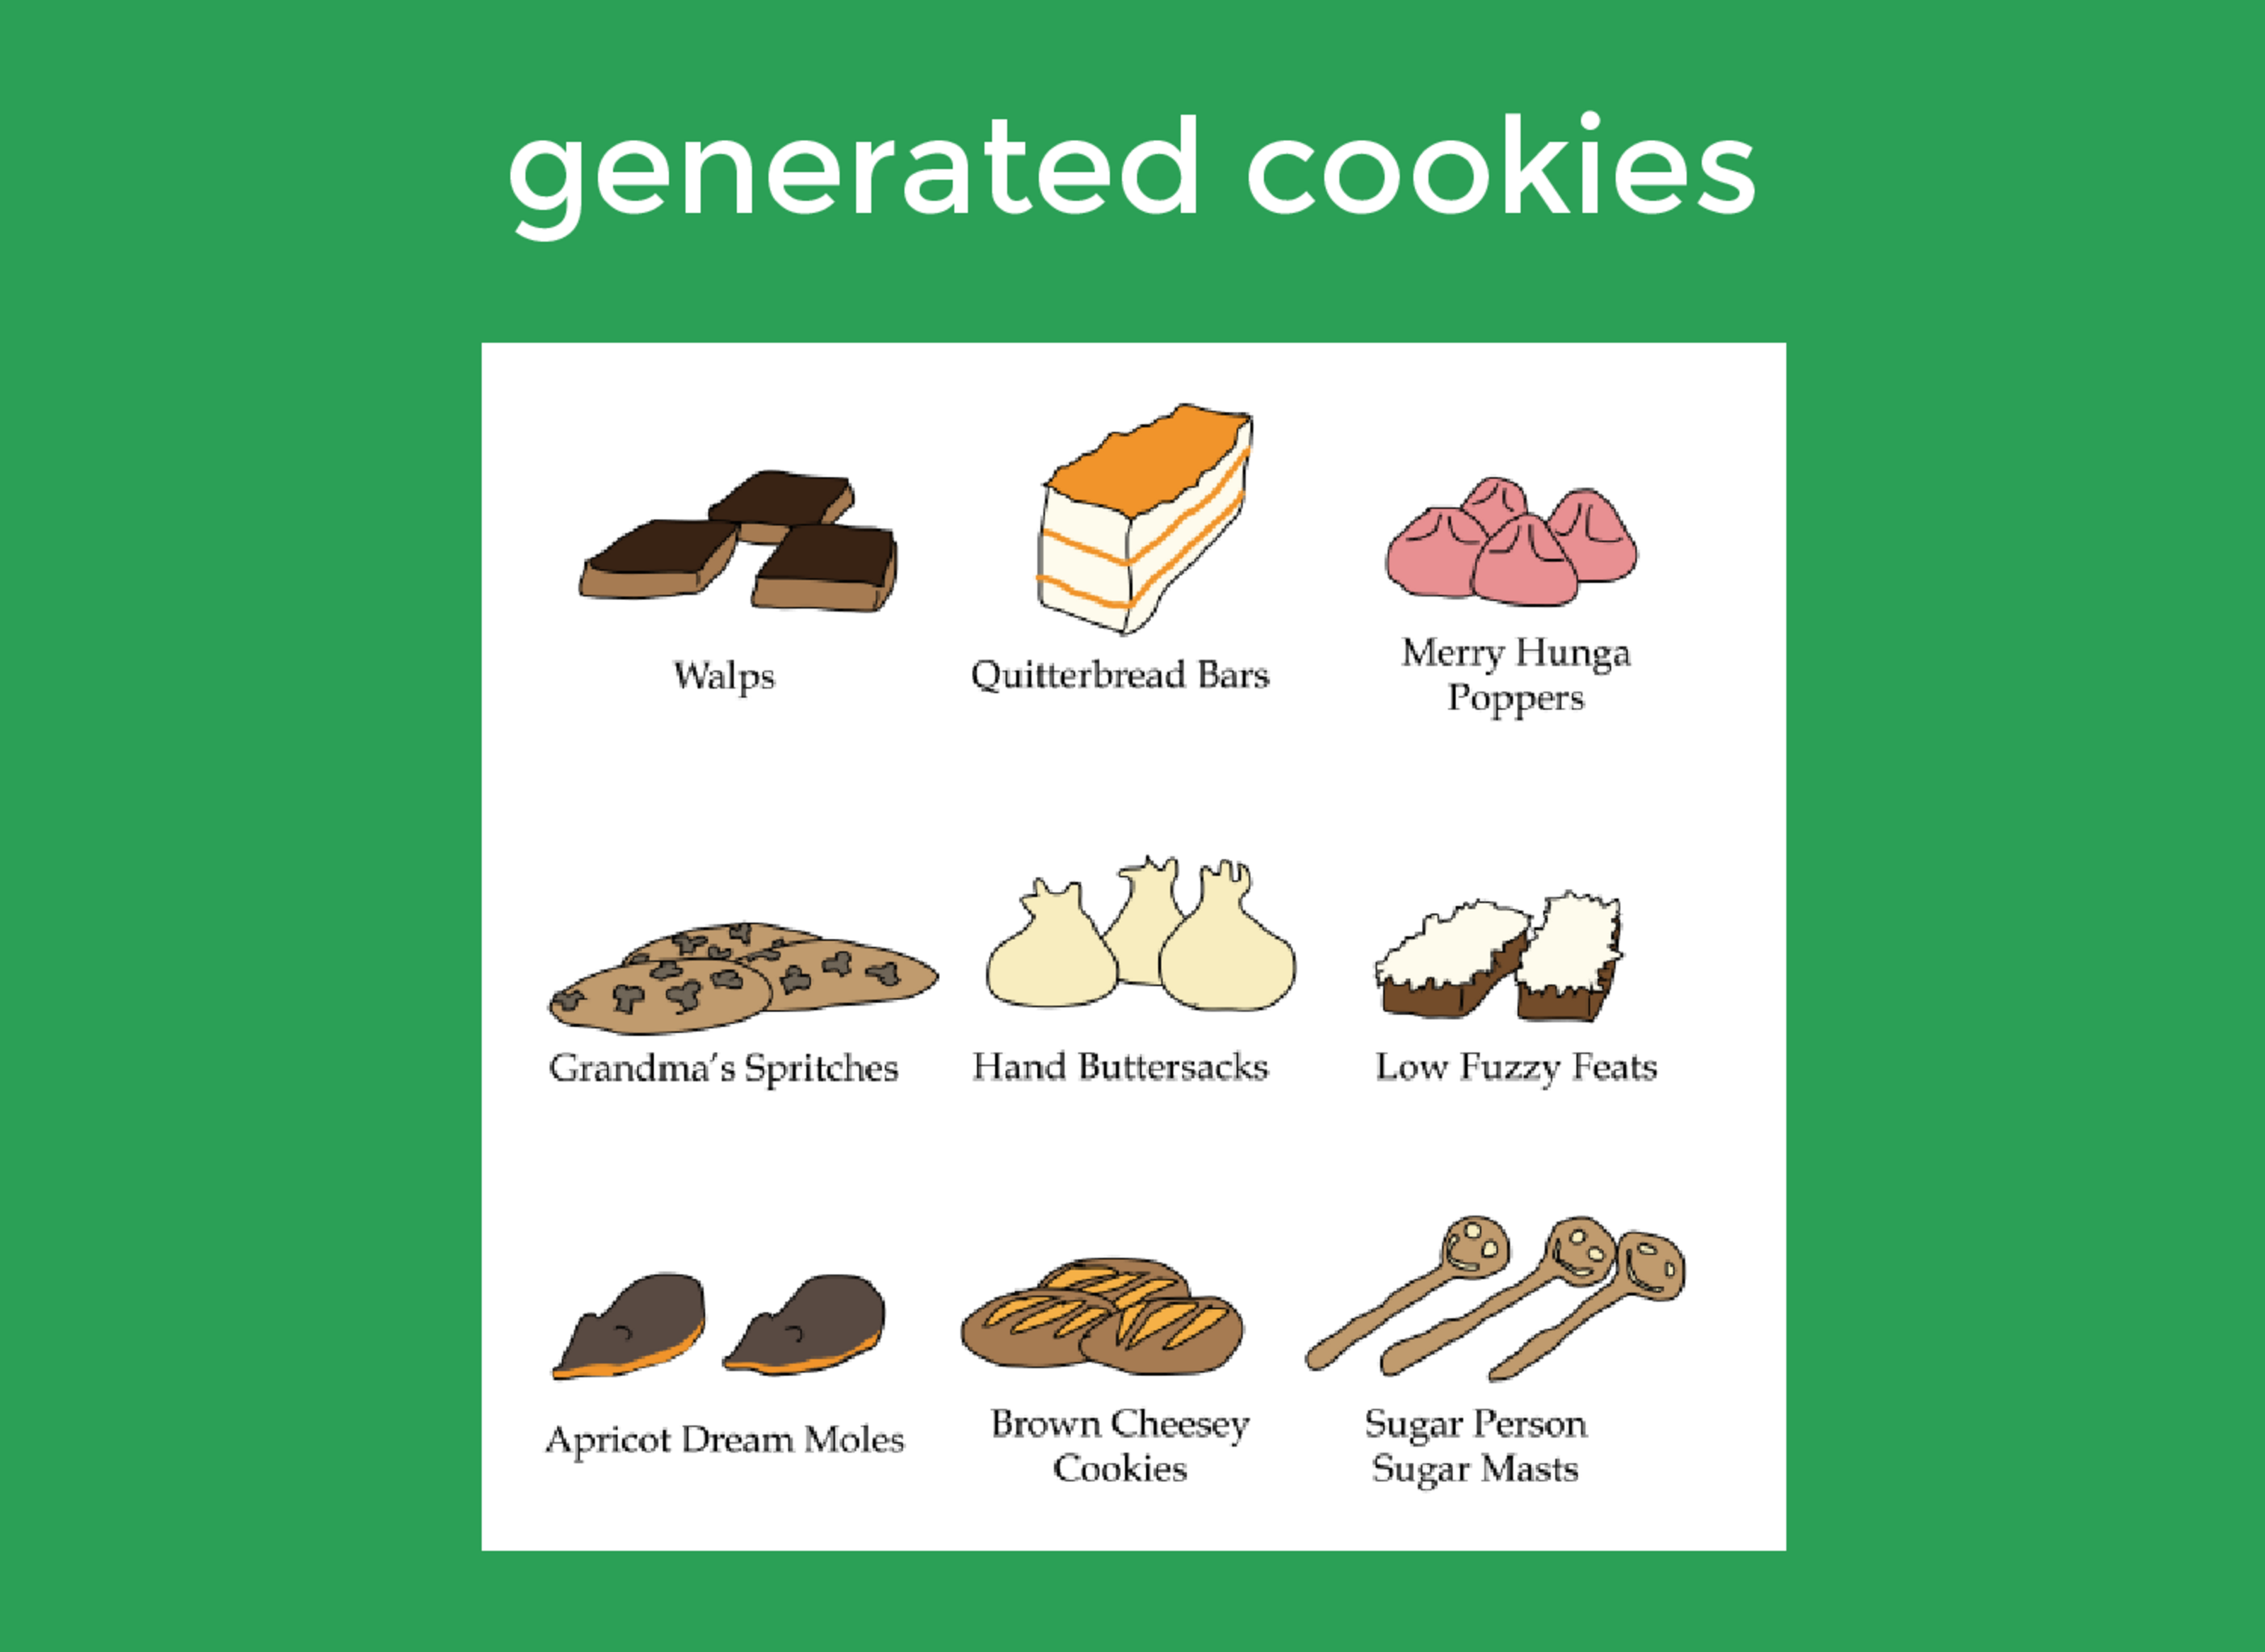 generated cookies
Walps
Quitterbread Bars
Merry Hunga
Poppers
Grandma's Spritches
Hand Buttersacks
Low Fuzzy Feats
Apricot Dream Moles
Brown Cheesey
Cookies
Sugar Person
Sugar Masts